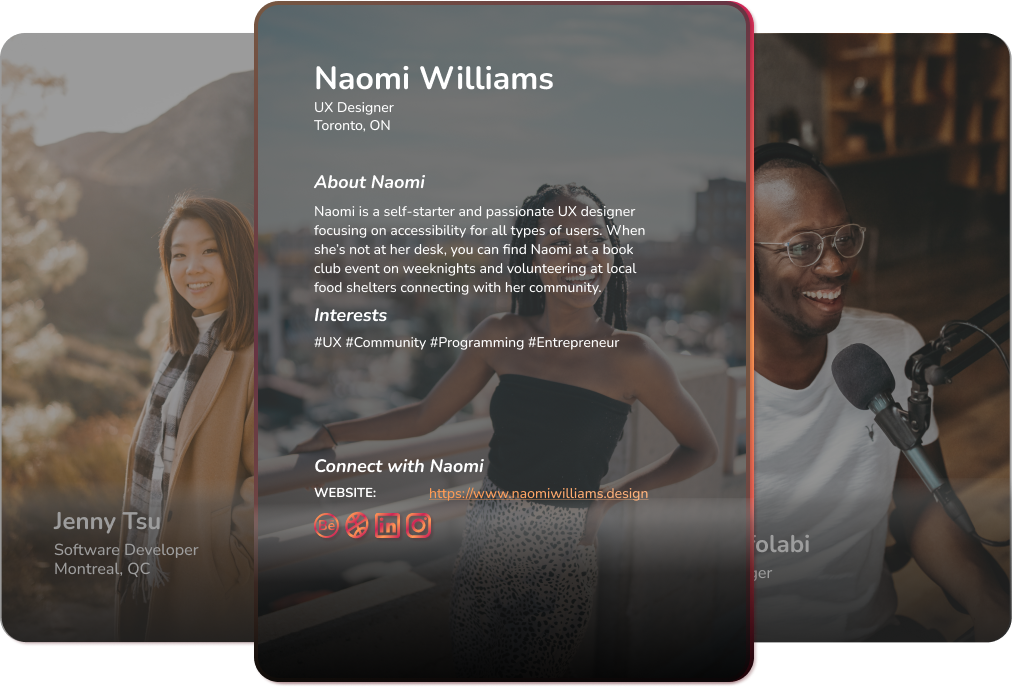 Naomi Williams
UX Designer
Toronto, ON
About Naomi
Naomi is a self-starter and passionate UX designer
focusing on accessibility for all types of users. When
she's not at her desk, you can find Naomi at a book
club event on weeknights and volunteering at local
food shelters connecting with her community.
Interests
#UX #Community #Programming #Entrepreneur
Connect with Naomi
WEBSITE: https://www.naomiwilliams.design
Bē
in
Jenny Tsu
Software Developer
Montreal, QC